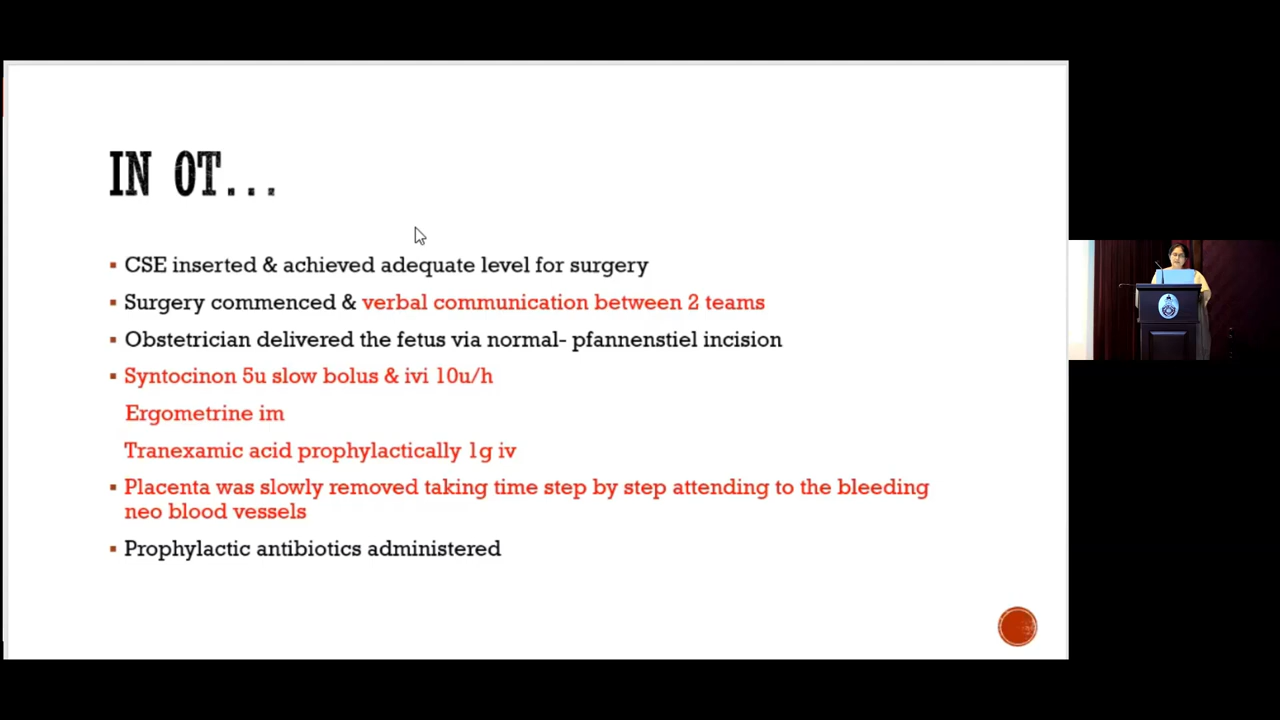 IN OT...
CSE inserted & achieved adequate level for surgery
Surgery commenced & verbal communication between 2 teams
Obstetrician delivered the fetus via normal- pfannenstiel incision
Syntocinon 5u slow bolus & ivi 10u/h
Ergometrine im
Tranexamic acid prophylactically 1g iv
Placenta was slowly removed taking time step by step attending to the bleeding
neo blood vessels
Prophylactic antibiotics administered